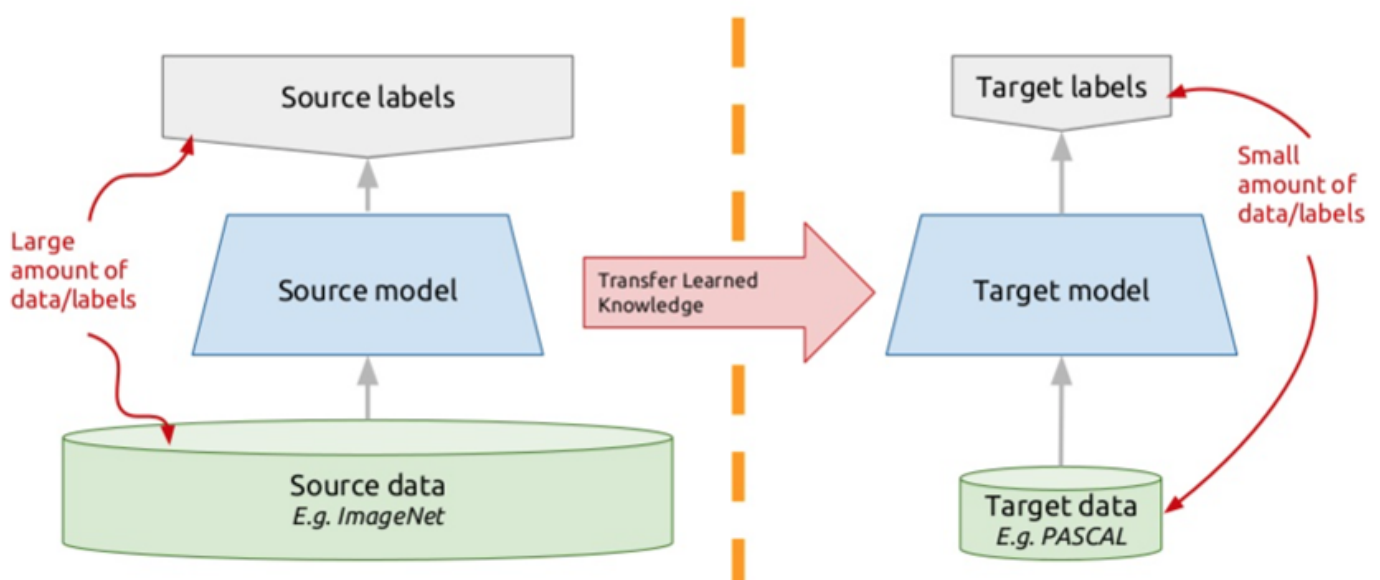 Source labels
Large
amount of
data/labels
Source model
Source data
E.g. ImageNet
Transfer Learned
Knowledge
Target labels
Small
amount of
data/labels
Target model
Target data
E.g. PASCAL